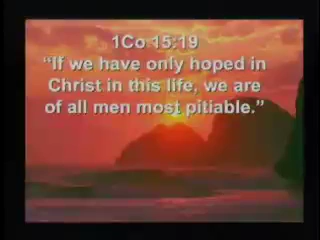 1Co 15:19
“If we have only hoped in
Christ in this life, we are
of all men most pitiable.”